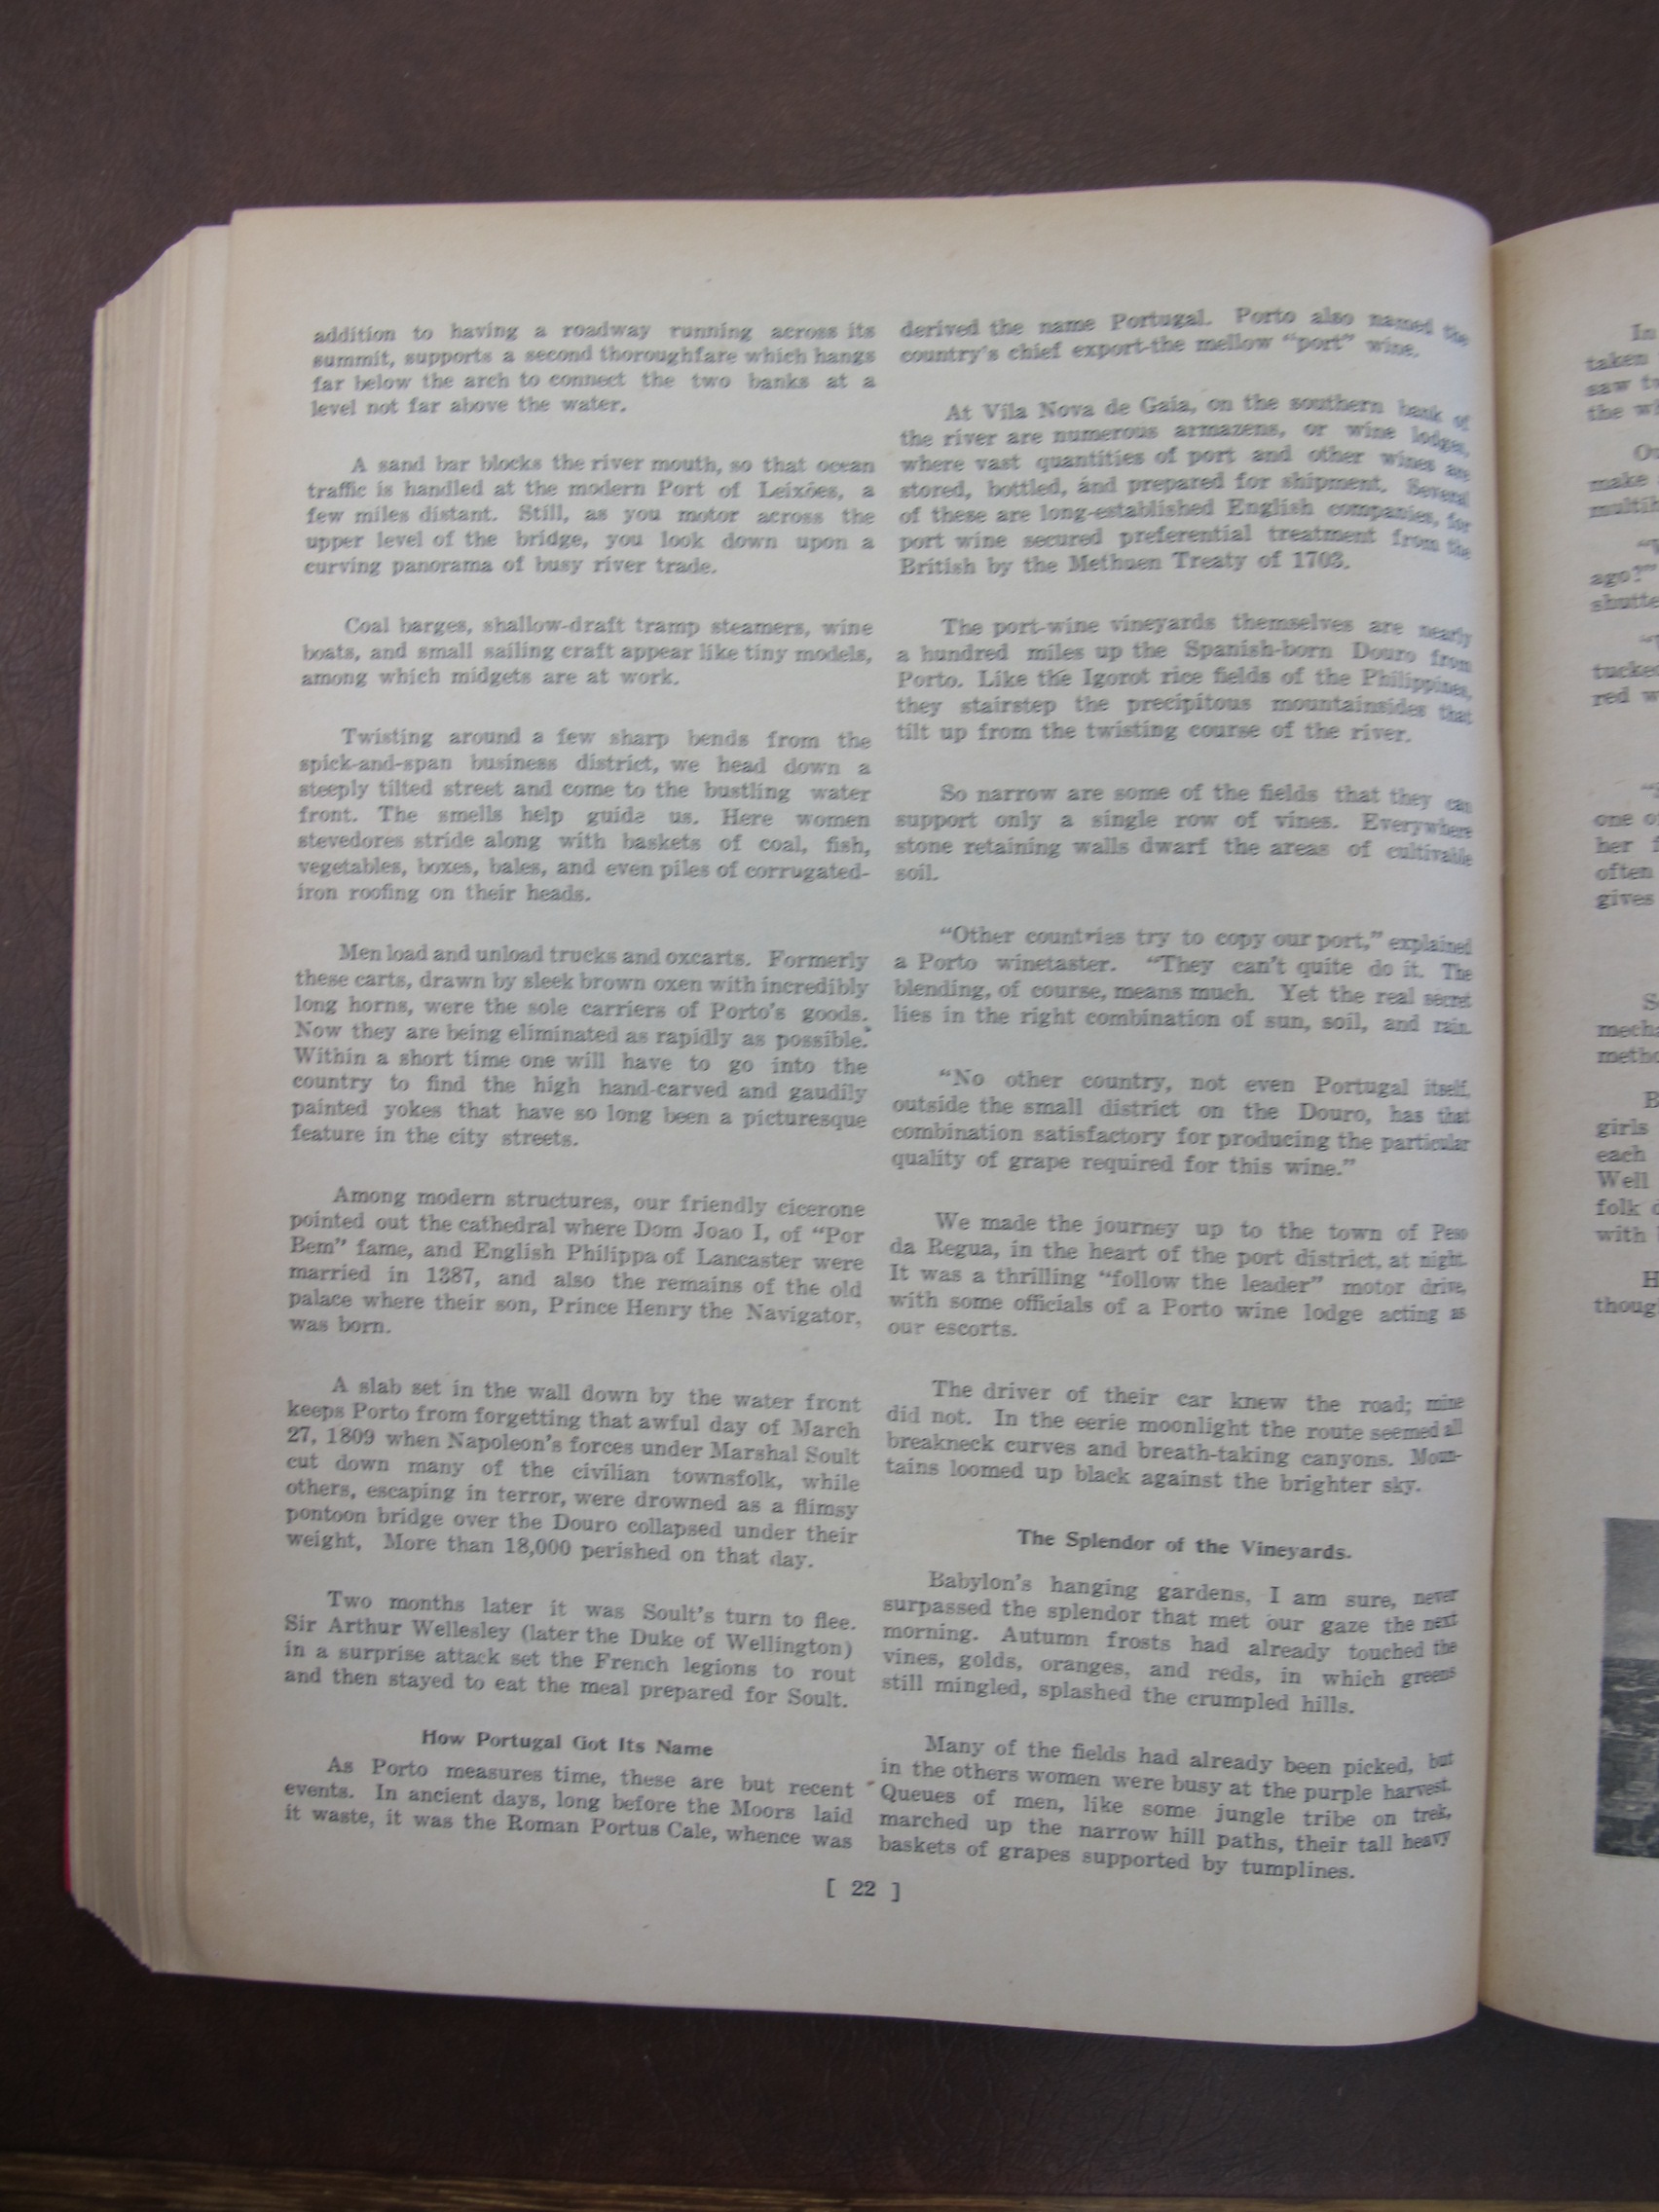 addition to having a roadway running across its
summit, supports a second thoroughfare which hangs
far below the arch to connect the two banks at a
level not far above the water.
A sand bar blocks the river mouth, so that ocean
traffic is handled at the modern Port of Leixões, a
few miles distant. Still, as you motor across the
upper level of the bridge, you look down upon a
curving panorama of busy river trade.
Coal barges, shallow-draft tramp steamers, wine
boats, and small sailing craft appear like tiny models,
among which midgets are at work.
Twisting around a few sharp bends from the
spick-and-span business district, we head down a
steeply tilted street and come to the bustling water
front. The smells help guide us. Here women
stevedores stride along with baskets of coal, fish,
vegetables, boxes, bales, and even piles of corrugated-
iron roofing on their heads.
Men load and unload trucks and oxcarts. Formerly
these carts, drawn by sleek brown oxen with incredibly
long horns, were the sole carriers of Porto's goods.
Now they are being eliminated as rapidly as possible.
Within a short time one will have to go into the
country to find the high hand-carved and gaudily
painted yokes that have so long been a picturesque
feature in the city streets.
Among modern structures, our friendly cicerone
pointed out the cathedral where Dom Joao I, of "Por
Bem" fame, and English Philippa of Lancaster were
married in 1387, and also the remains of the old
palace where their son, Prince Henry the Navigator,
was born.
A slab set in the wall down by the water front
keeps Porto from forgetting that awful day of March
27, 1809 when Napoleon's forces under Marshal Soult
cut down many of the civilian townsfolk, while
others, escaping in terror, were drowned as a flimsy
pontoon bridge over the Douro collapsed under their
weight, More than 18,000 perished on that day.
Two months later it was Soult's turn to flee.
Sir Arthur Wellesley (later the Duke of Wellington)
in a surprise attack set the French legions to rout
and then stayed to eat the meal prepared for Soult.
How Portugal Got Its Name
As Porto measures time, these are but recent
events. In ancient days, long before the Moors laid
it waste, it was the Roman Portus Cale, whence was
derived the name Portugal. Porto also named the
country's chief export-the mellow "port" wine.
At Vila Nova de Gaia, on the southern bank of
the river are numerous armazens, or wine lodges,
where vast quantities of port and other wines are
stored, bottled, ánd prepared for shipment. Several
of these are long-established English companies, for
port wine secured preferential treatment from the
British by the Methuen Treaty of 1703.
The port-wine vineyards themselves are nearly
a hundred miles up the Spanish-born Douro from
Porto. Like the Igorot rice fields of the Philippines,
they stairstep the precipitous mountainsides that
tilt up from the twisting course of the river.
So narrow are some of the fields that they can
support only a single row of vines. Everywhere
stone retaining walls dwarf the areas of cultivable
soil.
"Other countries try to copy our port," explained
a Porto winetaster. "They can't quite do it. The
blending, of course, means much. Yet the real secret
lies in the right combination of sun, soil, and rain.
"No other country, not even Portugal itself,
outside the small district on the Douro, has that
combination satisfactory for producing the particular
quality of grape required for this wine."
We made the journey up to the town of Peso
da Regua, in the heart of the port district, at night.
It was a thrilling "follow the leader" motor drive,
with some officials of a Porto wine lodge acting as
our escorts.
The driver of their car knew the road; mine
did not. In the eerie moonlight the route seemed all
breakneck curves and breath-taking canyons. Moun-
tains loomed up black against the brighter sky.
The Splendor of the Vineyards.
Babylon's hanging gardens, I am sure, never
surpassed the splendor that met our gaze the next
morning. Autumn frosts had already touched the
vines, golds, oranges, and reds, in which greens
still mingled, splashed the crumpled hills.
Many of the fields had already been picked, but
in the others women were busy at the purple harvest.
Queues of men, like some jungle tribe on trek,
marched up the narrow hill paths, their tall heavy
baskets of grapes supported by tumplines.
[ 22 ]
In
taken
saw
the
make
ago?"
one
her
often
gives
girls
each
Well
folk
with